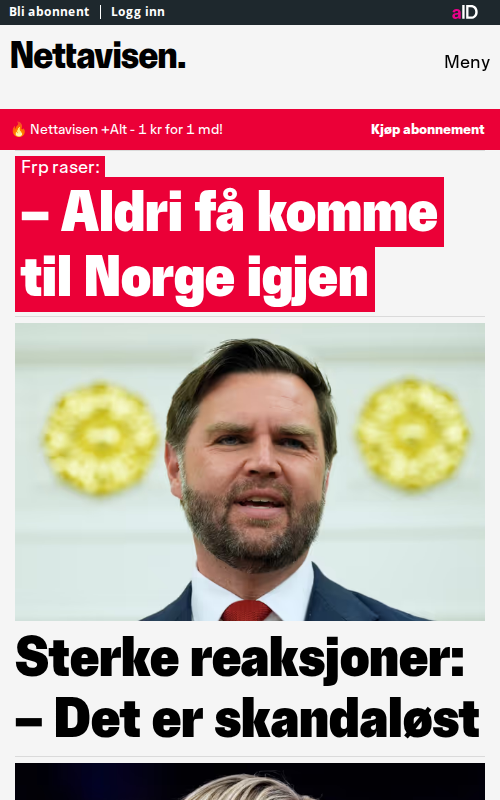 Bli abonnent | Logg inn
aID
Nettavisen.
Meny
🔥 Nettavisen +Alt - 1 kr for 1 md!
Kjøp abonnement
Frp raser:
– Aldri få komme
til Norge igjen
Sterke reaksjoner:
– Det er skandaløst